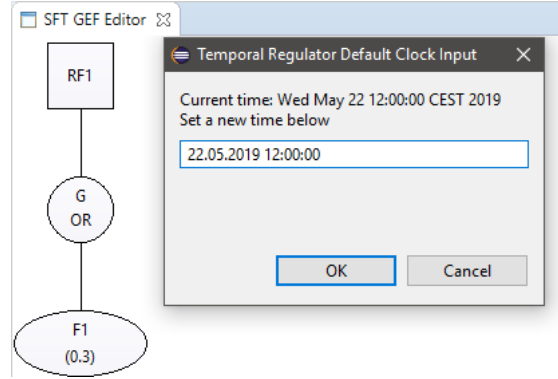 SFT GEF Editor
RF1
G
OR
F1
(0.3)
Temporal Regulator Default Clock Input
Current time: Wed May 22 12:00:00 CEST 2019
Set a new time below
22.05.2019 12:00:00
OK
Cancel